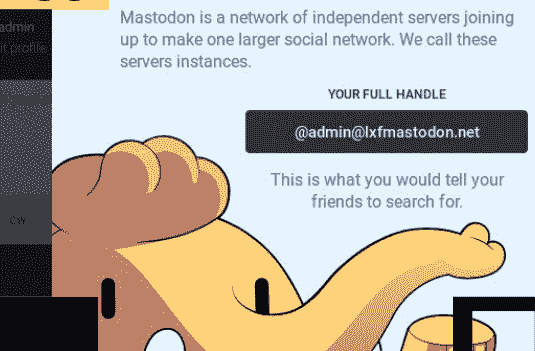 Mastodon is a network of independent servers joining
up to make one larger social network. We call these
servers instances.
admin
it profile
YOUR FULL HANDLE
@admin@lxfmastodon.net
This is what you would tell your
friends to search for.
CW